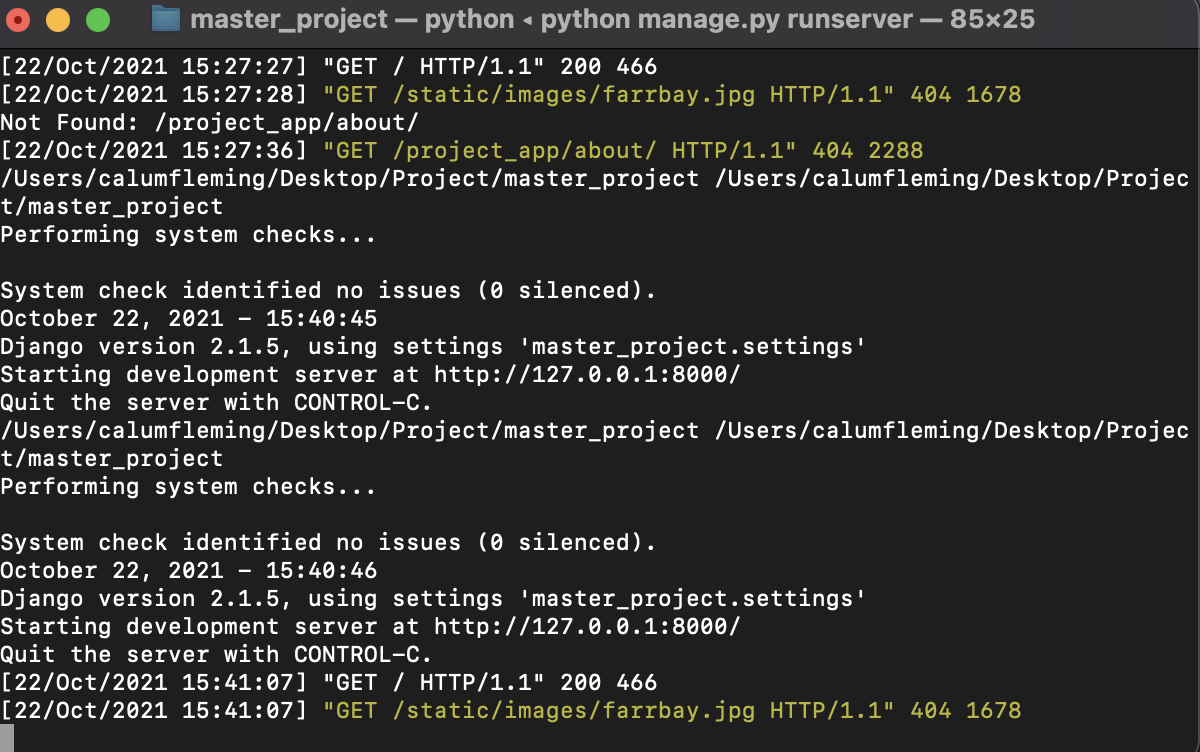 master_project — python ◂ python manage.py runserver — 85×25
[22/Oct/2021 15:27:27] "GET / HTTP/1.1" 200 466
[22/Oct/2021 15:27:28] "GET /static/images/farrbay.jpg HTTP/1.1" 404 1678
Not Found: /project_app/about/
[22/Oct/2021 15:27:36] "GET /project_app/about/ HTTP/1.1" 404 2288
/Users/calumfleming/Desktop/Project/master_project /Users/calumfleming/Desktop/Projec
t/master_project
Performing system checks...

System check identified no issues (0 silenced).
October 22, 2021 - 15:40:45
Django version 2.1.5, using settings 'master_project.settings'
Starting development server at http://127.0.0.1:8000/
Quit the server with CONTROL-C.
/Users/calumfleming/Desktop/Project/master_project /Users/calumfleming/Desktop/Projec
t/master_project
Performing system checks...

System check identified no issues (0 silenced).
October 22, 2021 - 15:40:46
Django version 2.1.5, using settings 'master_project.settings'
Starting development server at http://127.0.0.1:8000/
Quit the server with CONTROL-C.
[22/Oct/2021 15:41:07] "GET / HTTP/1.1" 200 466
[22/Oct/2021 15:41:07] "GET /static/images/farrbay.jpg HTTP/1.1" 404 1678